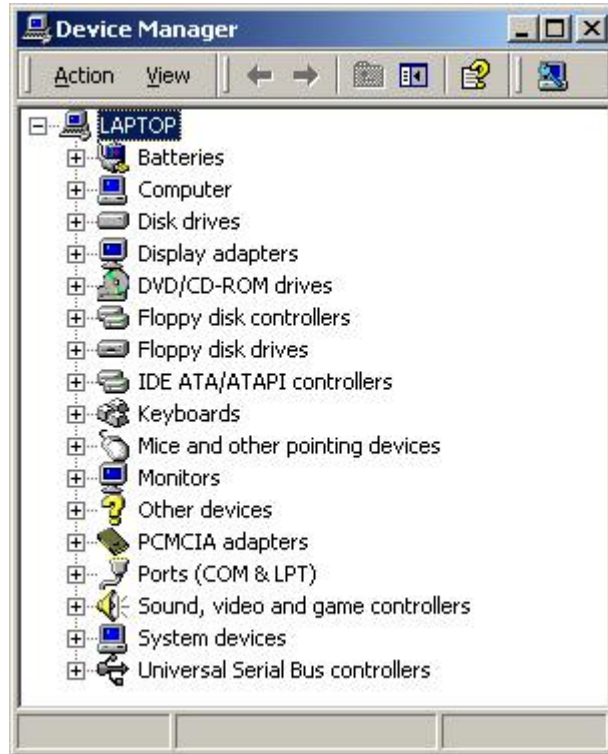 Device Manager
Action View
LAPTOP
Batteries
Computer
Disk drives
Display adapters
DVD/CD-ROM drives
Floppy disk controllers
Floppy disk drives
IDE ATA/ATAPI controllers
Keyboards
Mice and other pointing devices
Monitors
Other devices
PCMCIA adapters
Ports (COM & LPT)
Sound, video and game controllers
System devices
Universal Serial Bus controllers